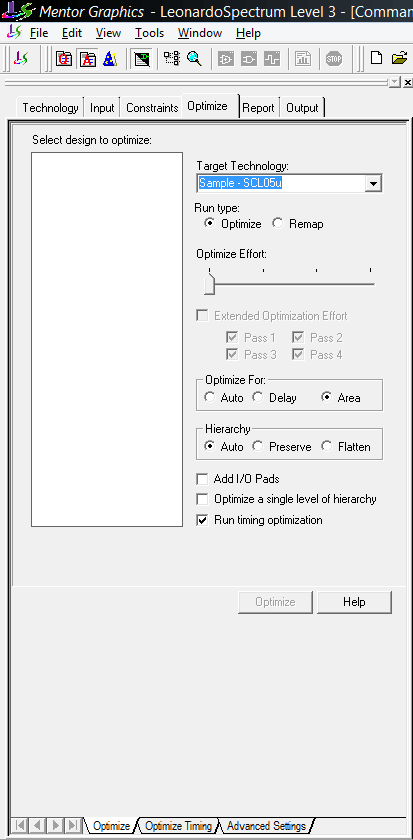 Mentor Graphics - LeonardoSpectrum Level 3 - [Comma
File Edit View Tools Window Help
STOP
Technology Input Constraints Optimize Report Output
Select design to optimize:
Target Technology:
Sample - SCL05u
Run type:
Optimize Remap
Optimize Effort:
Extended Optimization Effort
Pass 1 Pass 2
Pass 3 Pass 4
Optimize For:
Auto Delay Area
Hierarchy
Auto Preserve Flatten
Add I/O Pads
Optimize a single level of hierarchy
Run timing optimization
Optimize Help
Optimize Optimize Timing Advanced Settings